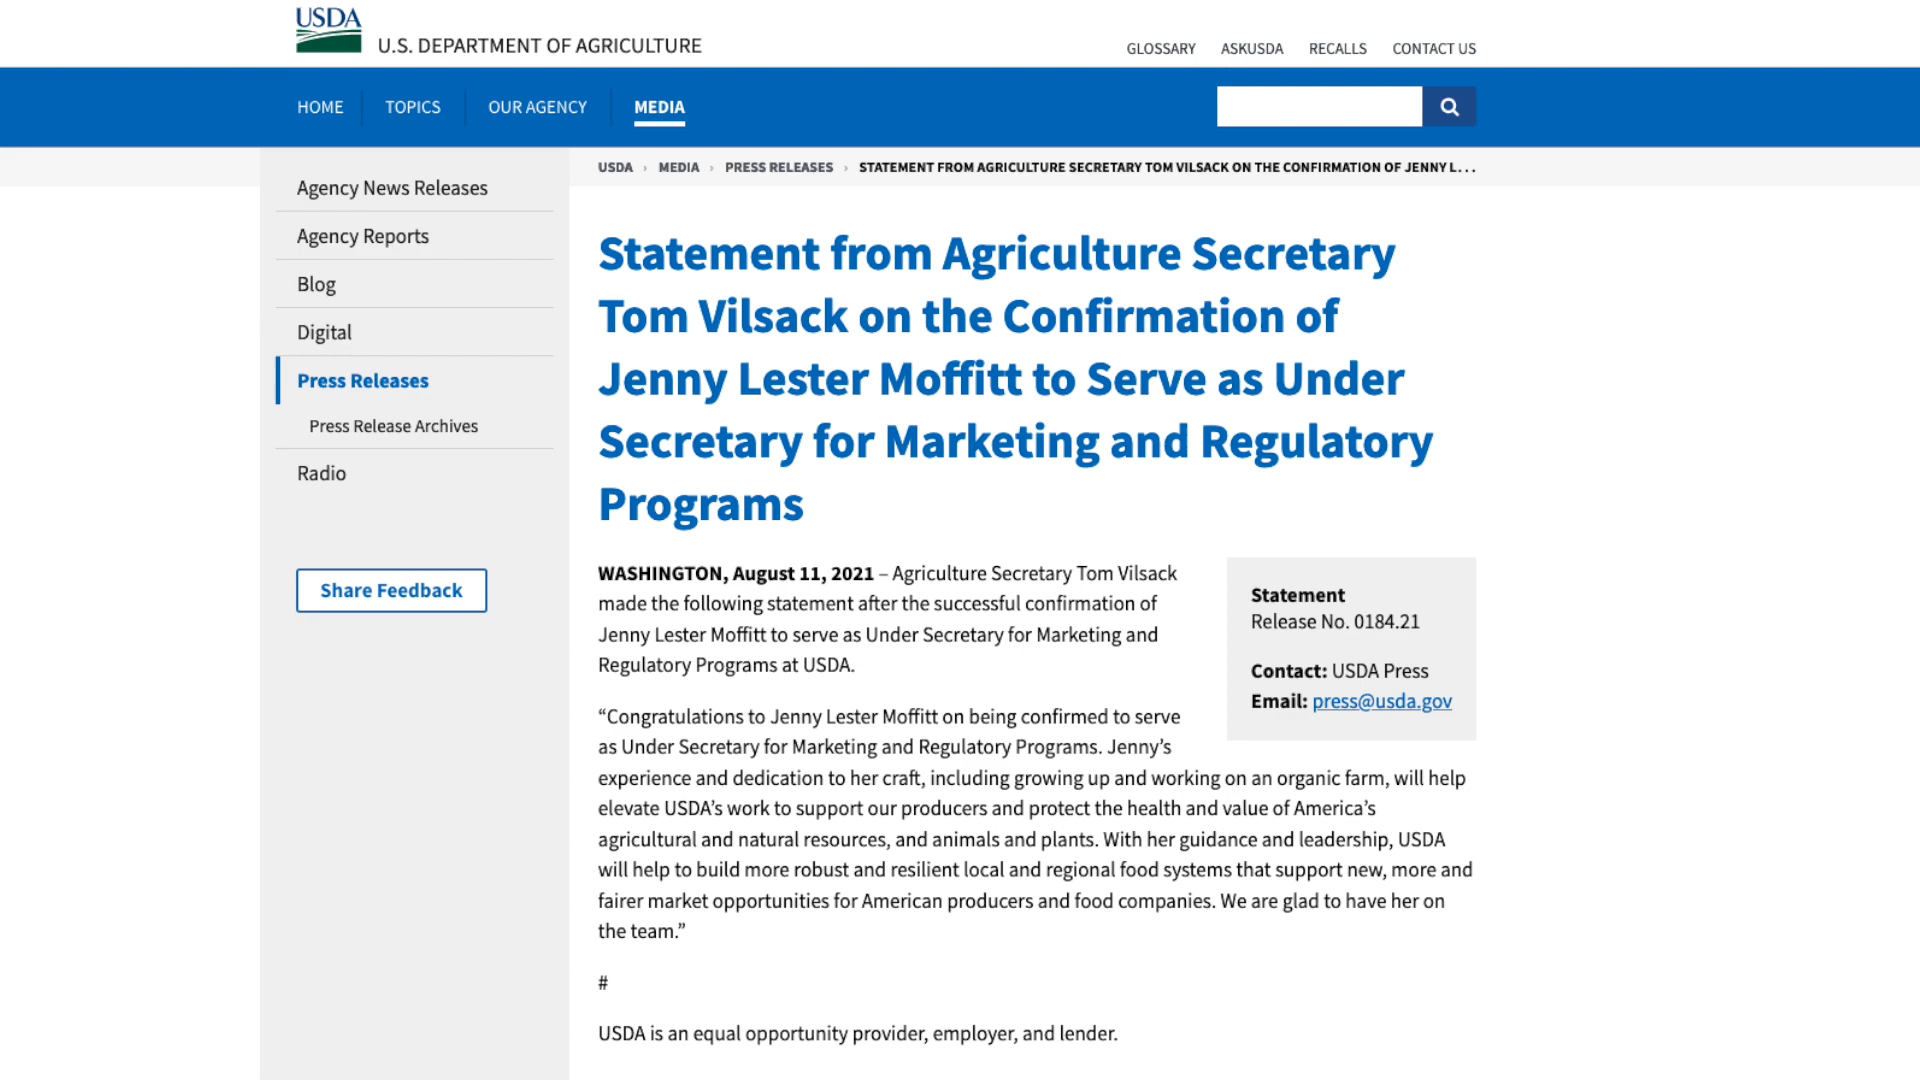 USDA
U.S. DEPARTMENT OF AGRICULTURE
GLOSSARY ASKUSDA RECALLS CONTACT US
HOME TOPICS OUR AGENCY MEDIA
USDA › MEDIA › PRESS RELEASES › STATEMENT FROM AGRICULTURE SECRETARY TOM VILSACK ON THE CONFIRMATION OF JENNY L...
Agency News Releases
Agency Reports
Blog
Digital
Press Releases
Press Release Archives
Radio
Share Feedback
Statement from Agriculture Secretary
Tom Vilsack on the Confirmation of
Jenny Lester Moffitt to Serve as Under
Secretary for Marketing and Regulatory
Programs
WASHINGTON, August 11, 2021 – Agriculture Secretary Tom Vilsack
made the following statement after the successful confirmation of
Jenny Lester Moffitt to serve as Under Secretary for Marketing and
Regulatory Programs at USDA.
“Congratulations to Jenny Lester Moffitt on being confirmed to serve
as Under Secretary for Marketing and Regulatory Programs. Jenny’s
experience and dedication to her craft, including growing up and working on an organic farm, will help
elevate USDA’s work to support our producers and protect the health and value of America’s
agricultural and natural resources, and animals and plants. With her guidance and leadership, USDA
will help to build more robust and resilient local and regional food systems that support new, more and
fairer market opportunities for American producers and food companies. We are glad to have her on
the team.”
#
USDA is an equal opportunity provider, employer, and lender.
Statement
Release No. 0184.21
Contact: USDA Press
Email: press@usda.gov